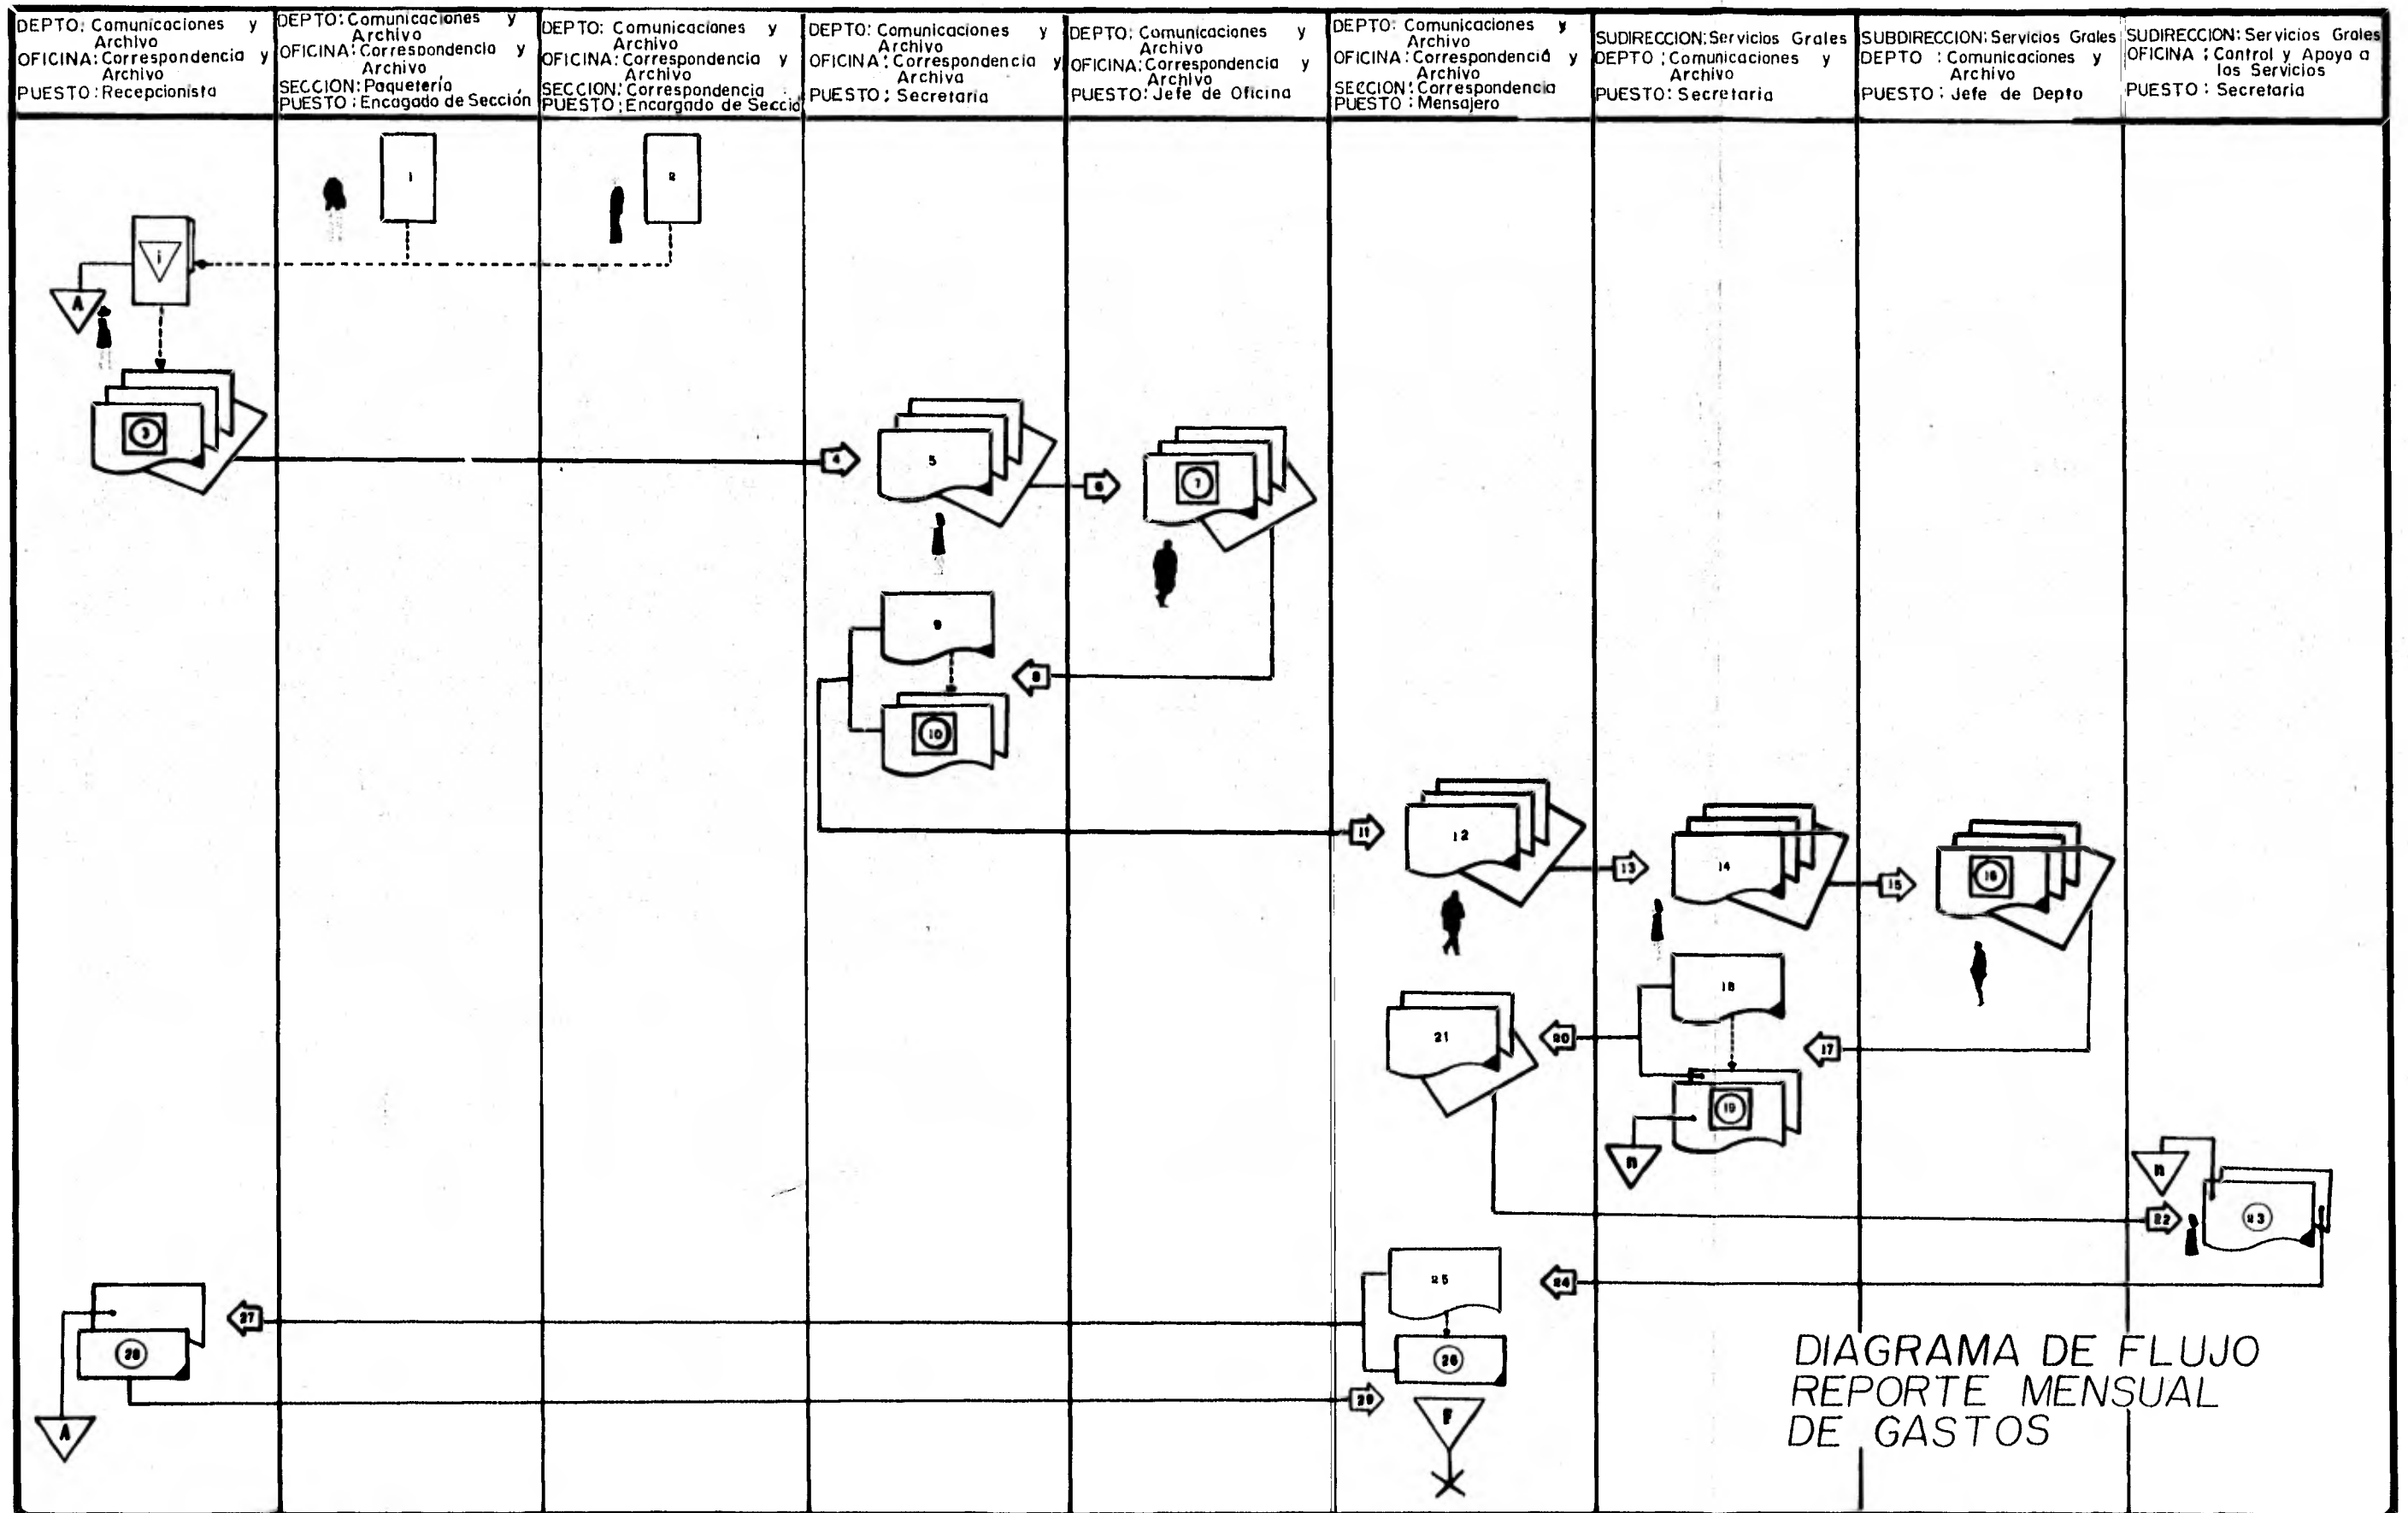 DEPTO: Comunicaciones y
Archivo
OFICINA: Correspondencia y
Archivo
PUESTO: Recepcionista
DEPTO: Comunicaciones y
Archivo
OFICINA: Correspondencia y
Archivo
SECCION: Paquetería
PUESTO: Encagado de Sección
DEPTO: Comunicaciones y
Archivo
OFICINA: Correspondencia y
Archivo
SECCION: Correspondencia
PUESTO: Encargado de Secció
DEPTO: Comunicaciones y
Archivo
OFICINA: Correspondencia y
Archivo
PUESTO: Secretaria
DEPTO: Comunicaciones y
Archivo
OFICINA: Correspondencia y
Archivo
PUESTO: Jefe de Oficina
DEPTO: Comunicaciones y
Archivo
OFICINA: Correspondencia y
Archivo
SECCION: Correspondencia
PUESTO: Mensajero
SUDIRECCION: Servicios Grales
DEPTO: Comunicaciones y
Archivo
PUESTO: Secretaria
SUBDIRECCION: Servicios Grales
DEPTO: Comunicaciones y
Archivo
PUESTO: Jefe de Depto
SUDIRECCION: Servicios Grales
OFICINA: Control y Apoyo a
los Servicios
PUESTO: Secretaria
1
2
i
A
3
4
5
6
7
9
8
10
11
12
13
14
15
16
18
21
20
17
19
n
n
22
23
25
24
27
28
26
29
A
F
DIAGRAMA DE FLUJO
REPORTE MENSUAL
DE GASTOS